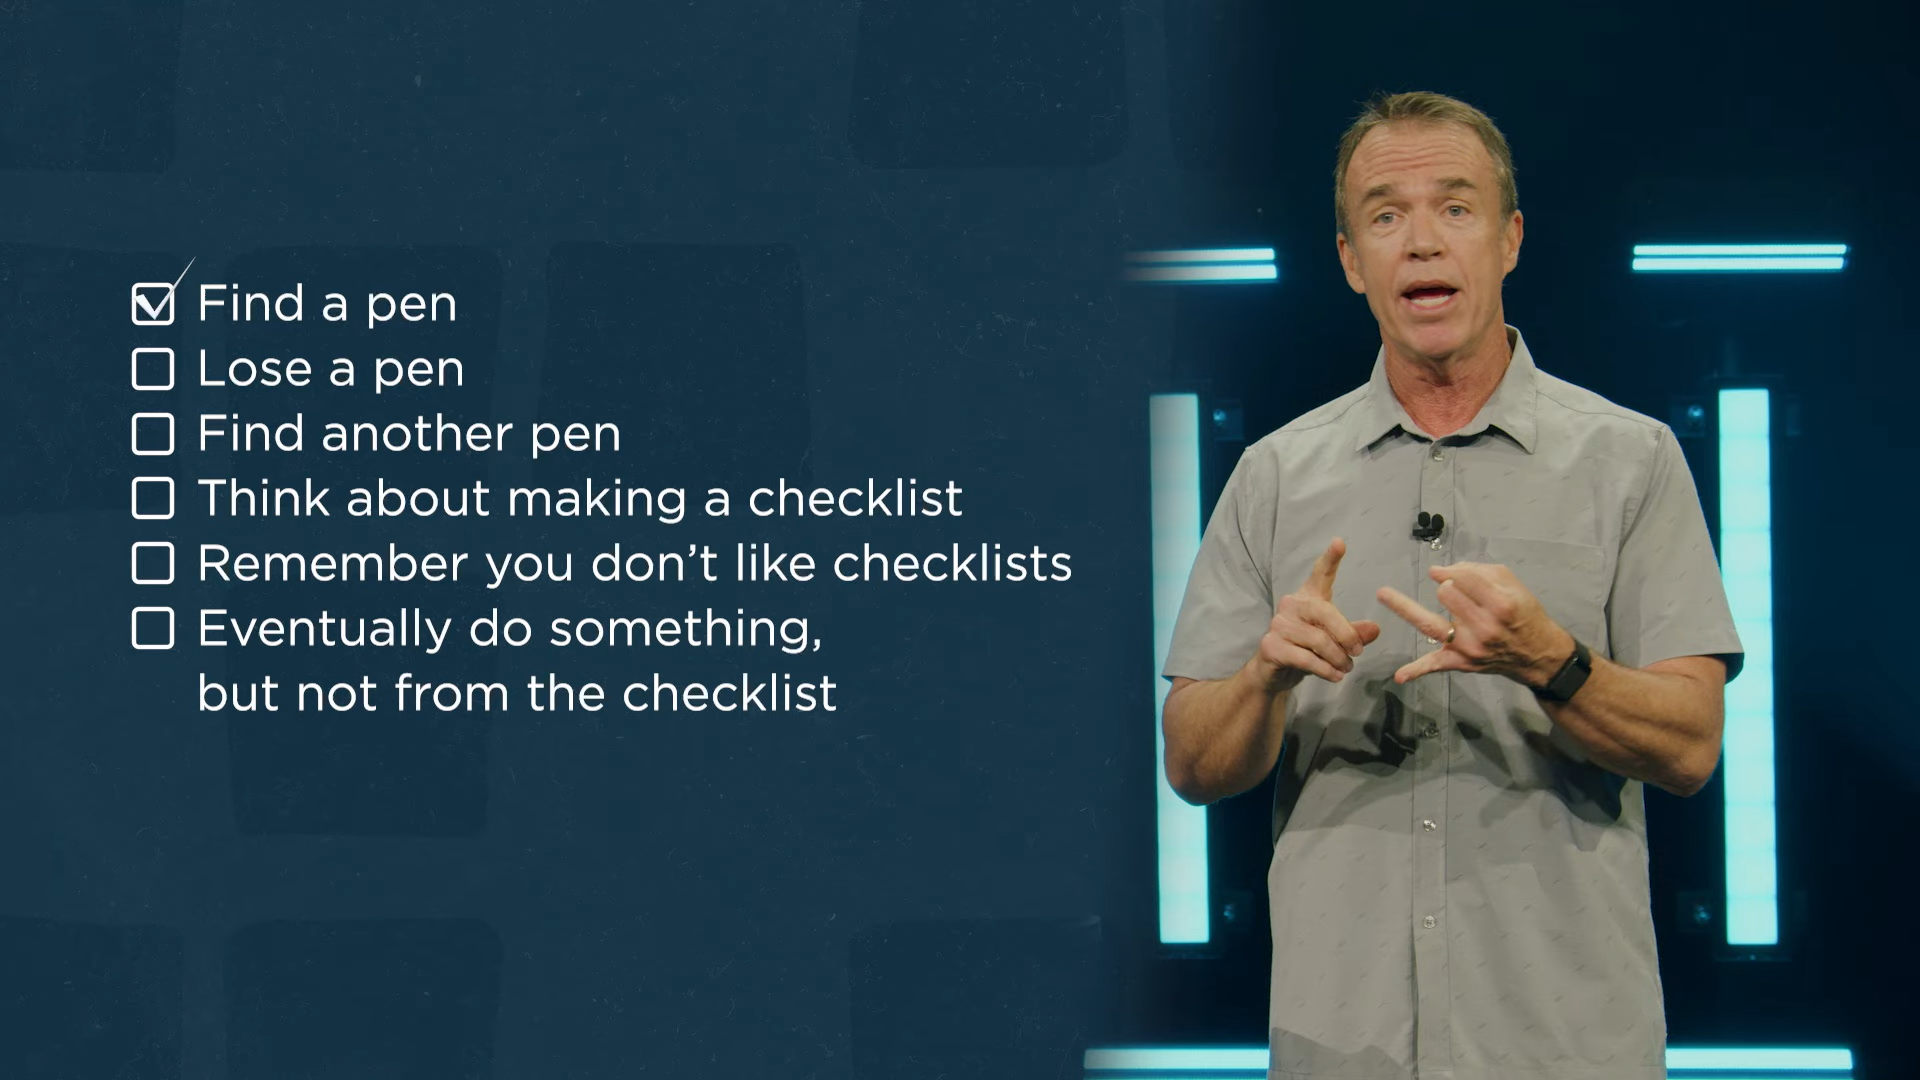 Find a pen
Lose a pen
Find another pen
Think about making a checklist
Remember you don’t like checklists
Eventually do something,
but not from the checklist